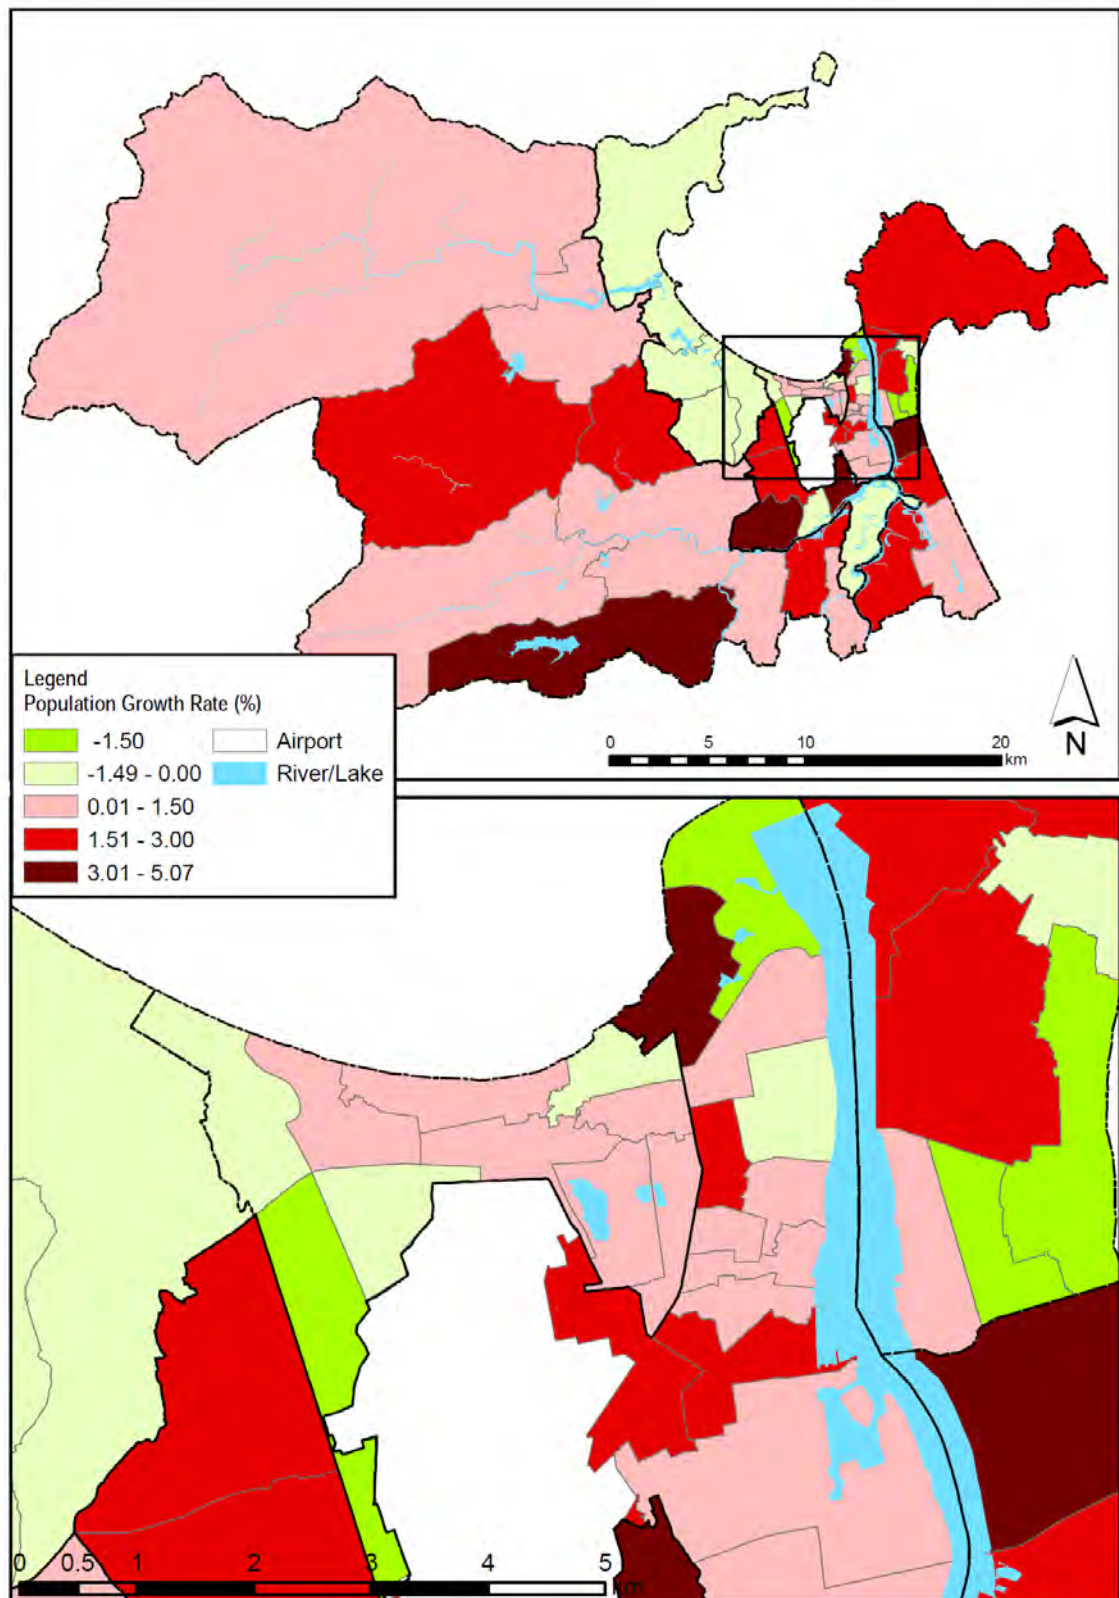 Legend
Population Growth Rate (%)
-1.50
Airport
-1.49 - 0.00
River/Lake
0.01 - 1.50
1.51 - 3.00
3.01 - 5.07
N
0 5 10 20
km
0 0.5 1 2 3 4 5
km